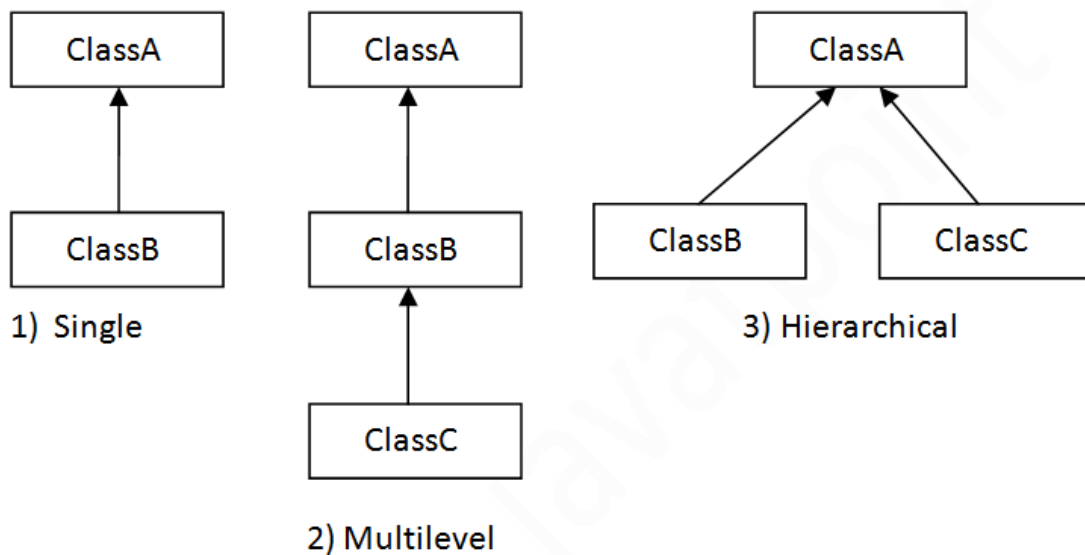 ClassA
ClassB
1) Single
ClassA
ClassB
ClassC
2) Multilevel
ClassA
ClassB
ClassC
3) Hierarchical